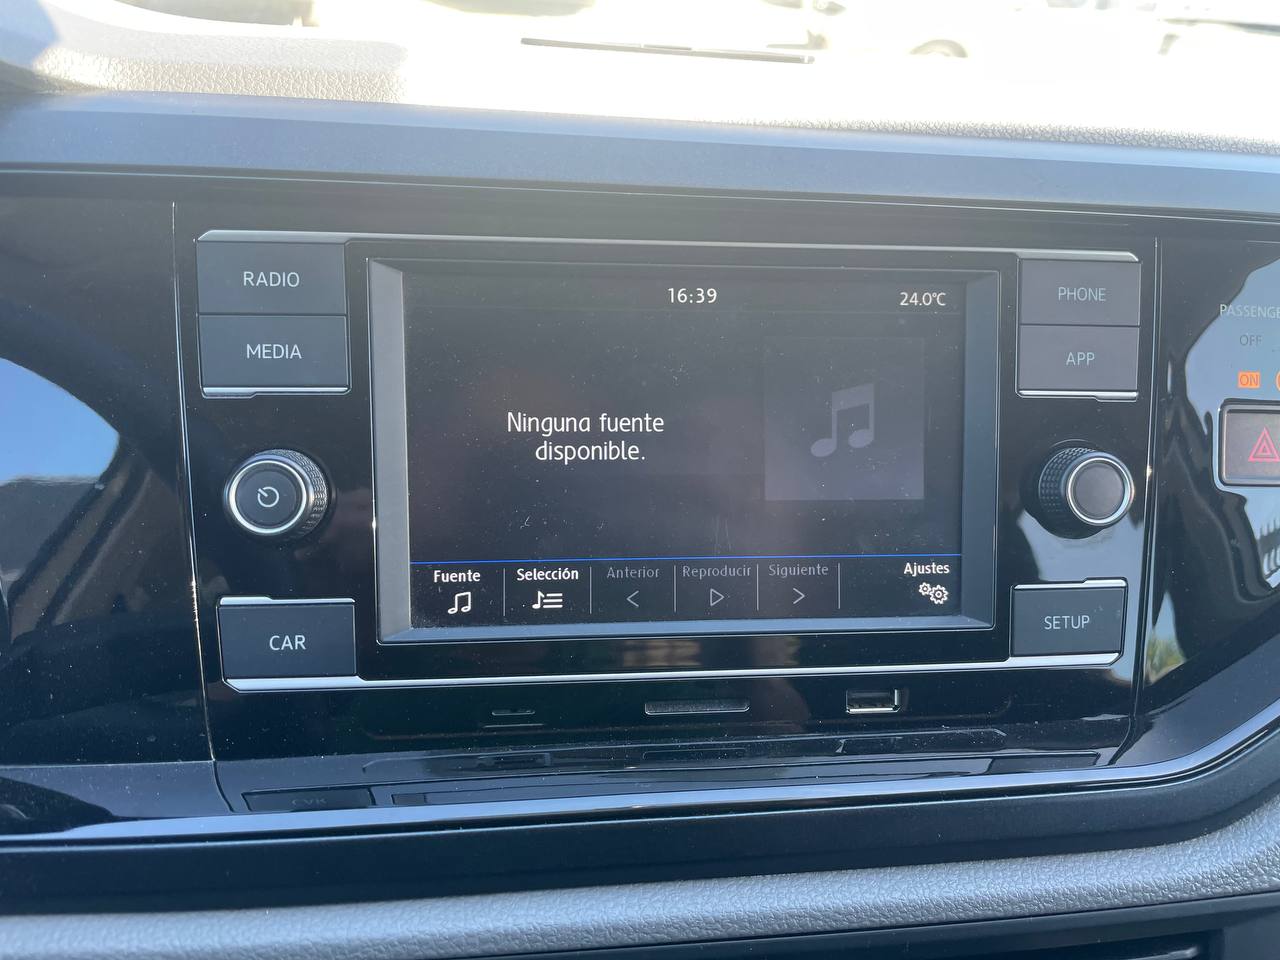 RADIO
MEDIA
CAR
16:39
24.0°C
Ninguna fuente
disponible.
Fuente
Selección
Anterior
Reproducir
Siguiente
Ajustes
PHONE
APP
SETUP
OFF
ON